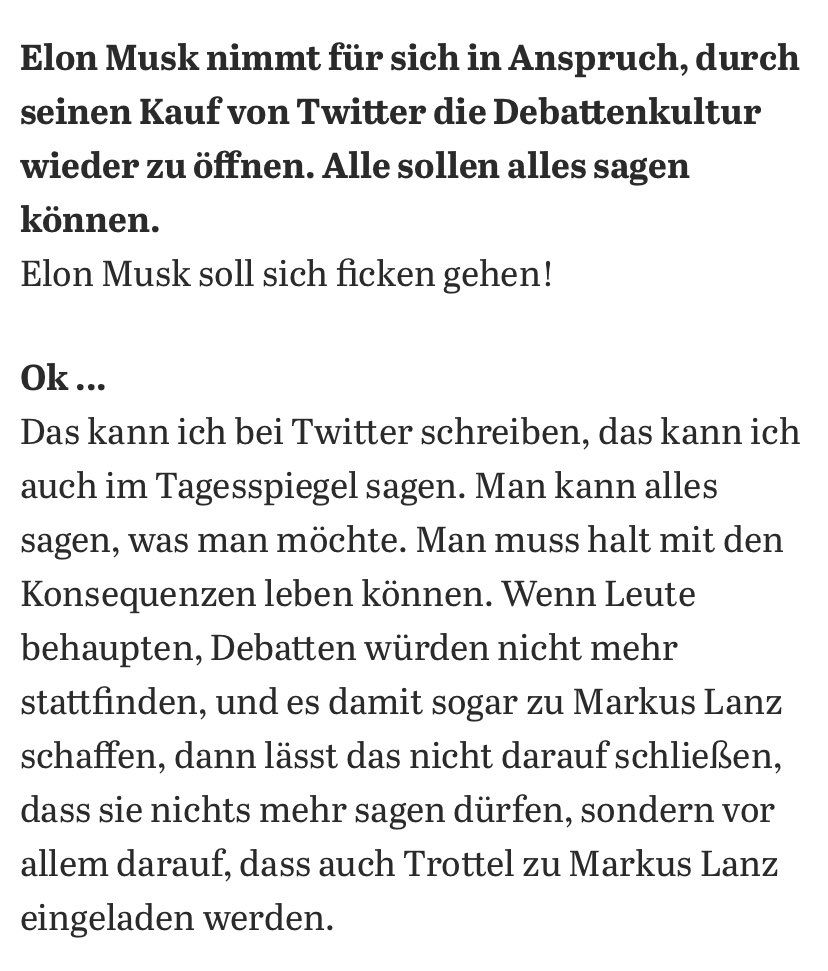 Elon Musk nimmt für sich in Anspruch, durch
seinen Kauf von Twitter die Debattenkultur
wieder zu öffnen. Alle sollen alles sagen
können.
Elon Musk soll sich ficken gehen!
Ok ...
Das kann ich bei Twitter schreiben, das kann ich
auch im Tagesspiegel sagen. Man kann alles
sagen, was man möchte. Man muss halt mit den
Konsequenzen leben können. Wenn Leute
behaupten, Debatten würden nicht mehr
stattfinden, und es damit sogar zu Markus Lanz
schaffen, dann lässt das nicht darauf schließen,
dass sie nichts mehr sagen dürfen, sondern vor
allem darauf, dass auch Trottel zu Markus Lanz
eingeladen werden.